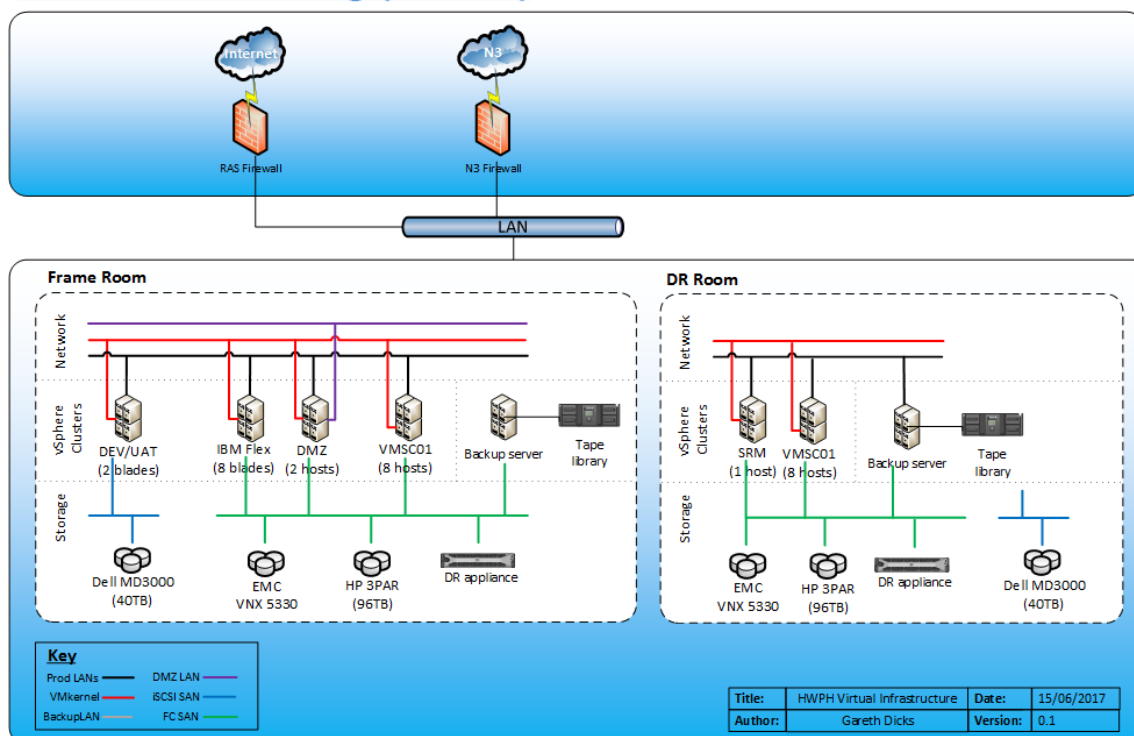 Internet
N3
RAS Firewall
N3 Firewall
LAN
Frame Room
Network
vSphere
Clusters
DEV/UAT
(2 blades)
IBM Flex
(8 blades)
DMZ
(2 hosts)
VMSC01
(8 hosts)
Backup server
Tape
library
Storage
Dell MD3000
(40TB)
EMC
VNX 5330
HP 3PAR
(96TB)
DR appliance
DR Room
Network
vSphere
Clusters
SRM
(1 host)
VMSC01
(8 hosts)
Backup server
Tape
library
Storage
EMC
VNX 5330
HP 3PAR
(96TB)
DR appliance
Dell MD3000
(40TB)
Key
Prod LANs
DMZ LAN
VMkernel
iSCSI SAN
BackupLAN
FC SAN
Title: HWPH Virtual Infrastructure Date: 15/06/2017
Author: Gareth Dicks Version: 0.1